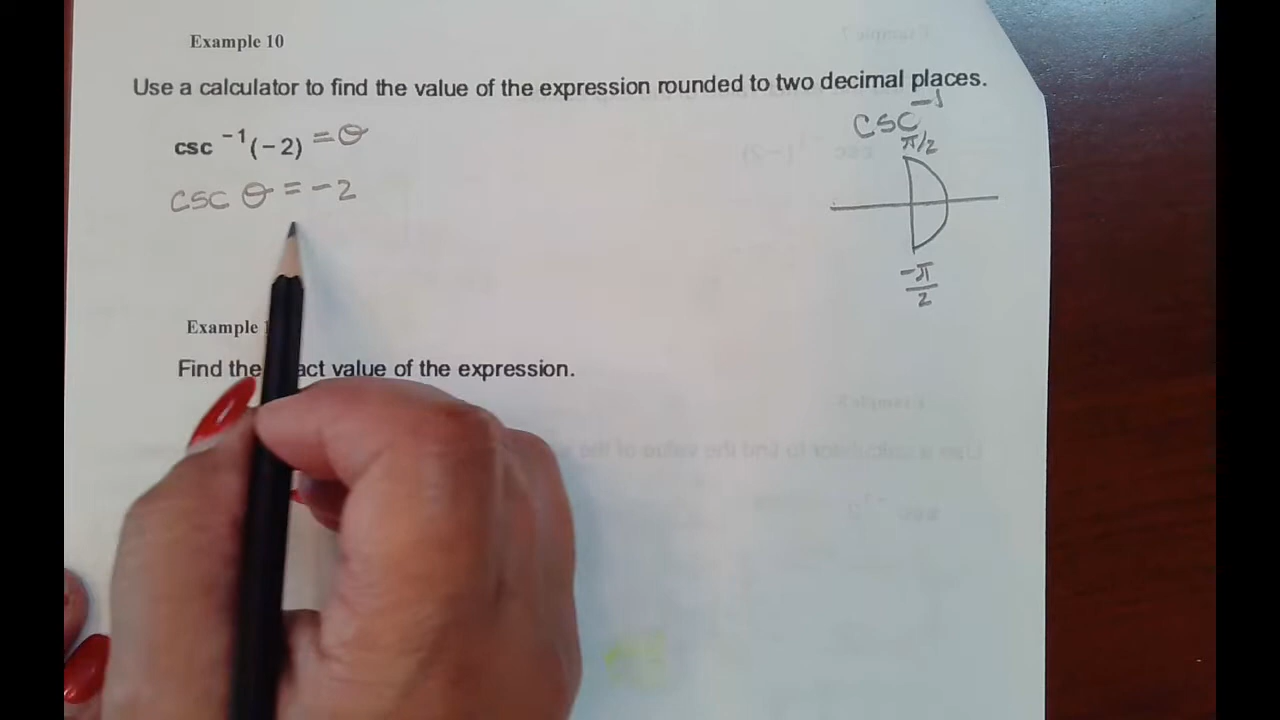 Example 10
Use a calculator to find the value of the expression rounded to two decimal places.
csc⁻¹(−2) = θ
csc θ = −2
csc⁻¹
π/2
−π/2
Example
Find the exact value of the expression.